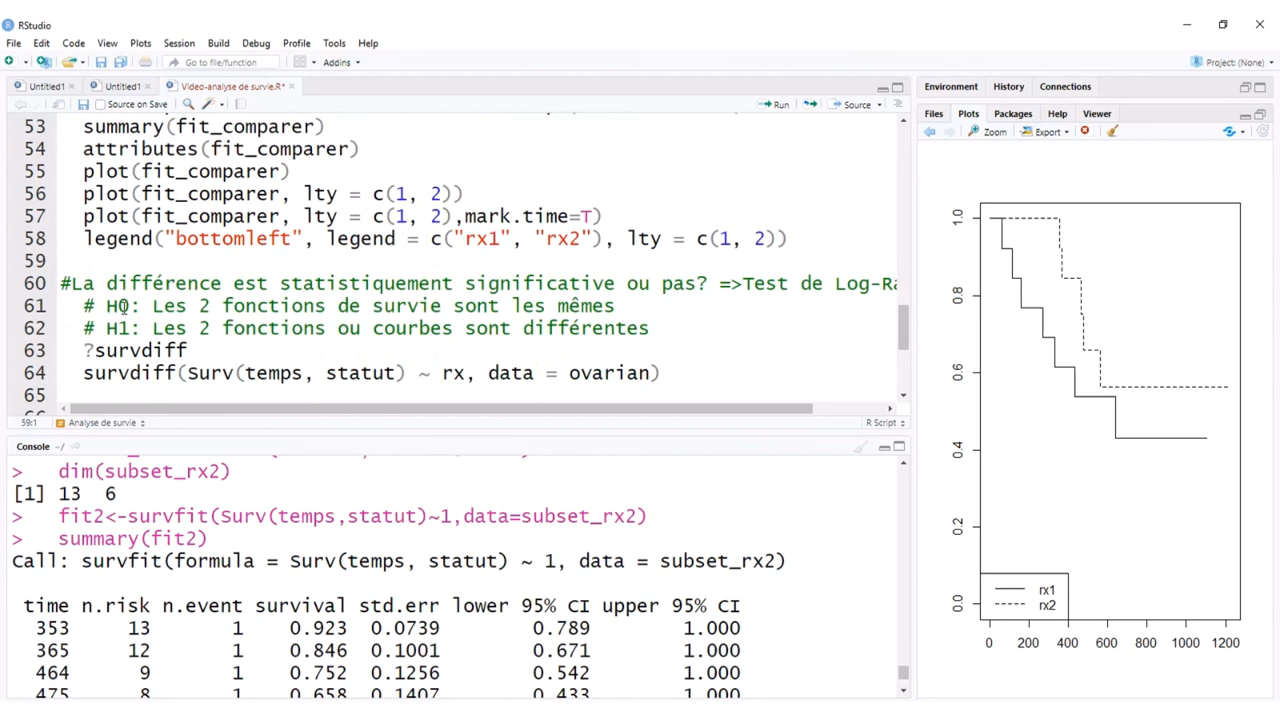 RStudio
File Edit Code View Plots Session Build Debug Profile Tools Help
Go to file/function Addins Project: (None)
Untitled1 Untitled1 Video-analyse de survie.R*
Source on Save Run Source
53 summary(fit_comparer)
54 attributes(fit_comparer)
55 plot(fit_comparer)
56 plot(fit_comparer, lty = c(1, 2))
57 plot(fit_comparer, lty = c(1, 2),mark.time=T)
58 legend("bottomleft", legend = c("rx1", "rx2"), lty = c(1, 2))
59
60 #La différence est statistiquement significative ou pas? =>Test de Log-Ra
61 # H0: Les 2 fonctions de survie sont les mêmes
62 # H1: Les 2 fonctions ou courbes sont différentes
63 ?survdiff
64 survdiff(Surv(temps, statut) ~ rx, data = ovarian)
65
59:1 Analyse de survie R Script
Console ~/
> dim(subset_rx2)
[1] 13 6
> fit2<-survfit(Surv(temps,statut)~1,data=subset_rx2)
> summary(fit2)
Call: survfit(formula = Surv(temps, statut) ~ 1, data = subset_rx2)
time n.risk n.event survival std.err lower 95% CI upper 95% CI
353 13 1 0.923 0.0739 0.789 1.000
365 12 1 0.846 0.1001 0.671 1.000
464 9 1 0.752 0.1256 0.542 1.000
475 8 1 0.658 0.1407 0.433 1.000
Environment History Connections
Files Plots Packages Help Viewer
Zoom Export
1.0
0.8
0.6
0.4
0.2
0.0
rx1
rx2
0 200 400 600 800 1000 1200